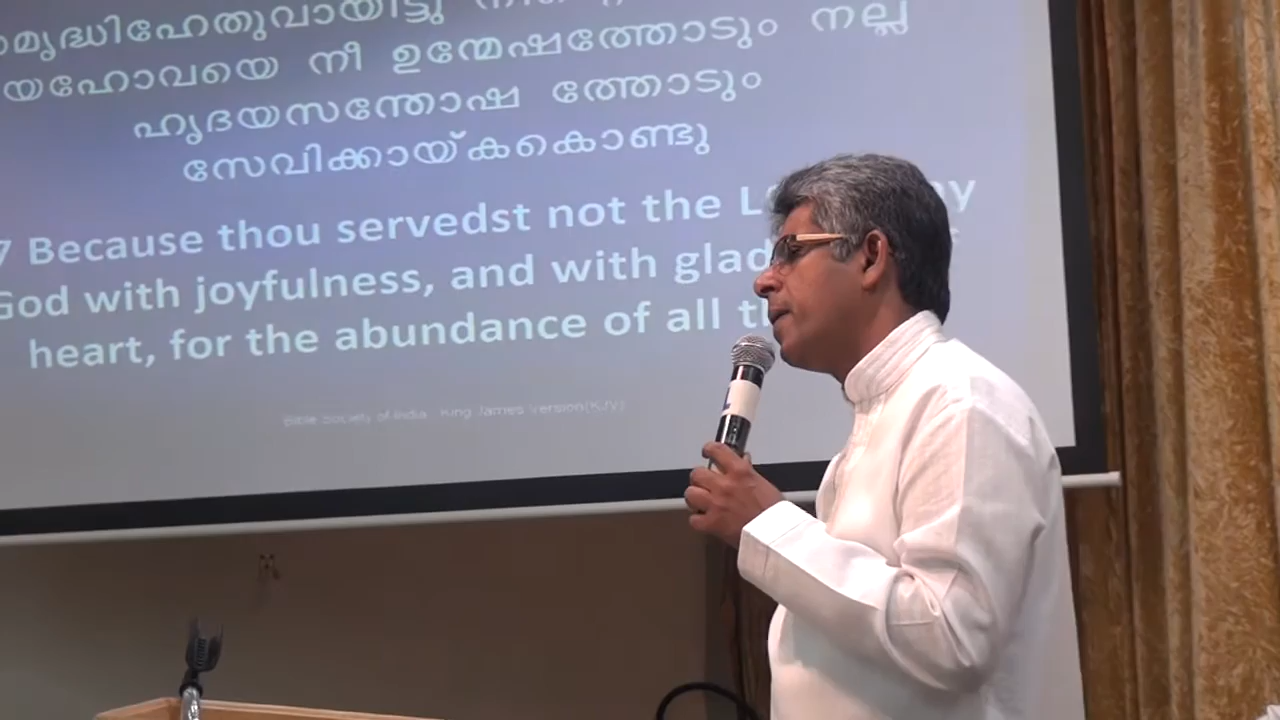 സമൃദ്ധിഹേതുവായിട്ടു
യഹോവയെ നീ ഉന്മേഷത്തോടും നല്ല
ഹൃദയസന്തോഷ ത്തോടും
സേവിക്കായ്കകൊണ്ടു
7 Because thou servedst not the
God with joyfulness, and with
heart, for the abundance of all
Bible Society of India King James Version(KJV)